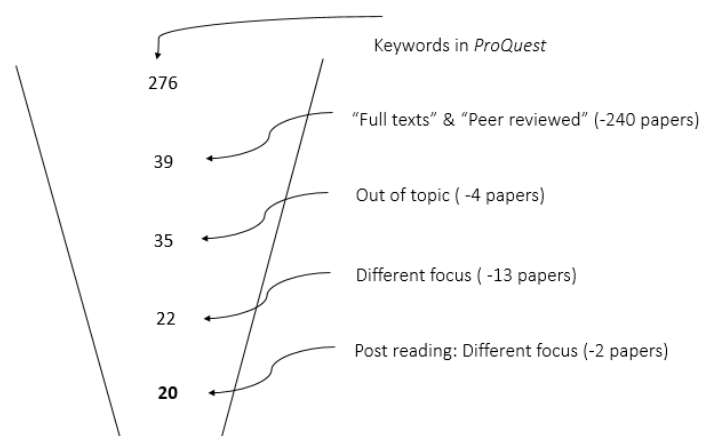 Keywords in ProQuest
276
“Full texts” & “Peer reviewed” (-240 papers)
39
Out of topic ( -4 papers)
35
Different focus ( -13 papers)
22
Post reading: Different focus (-2 papers)
20